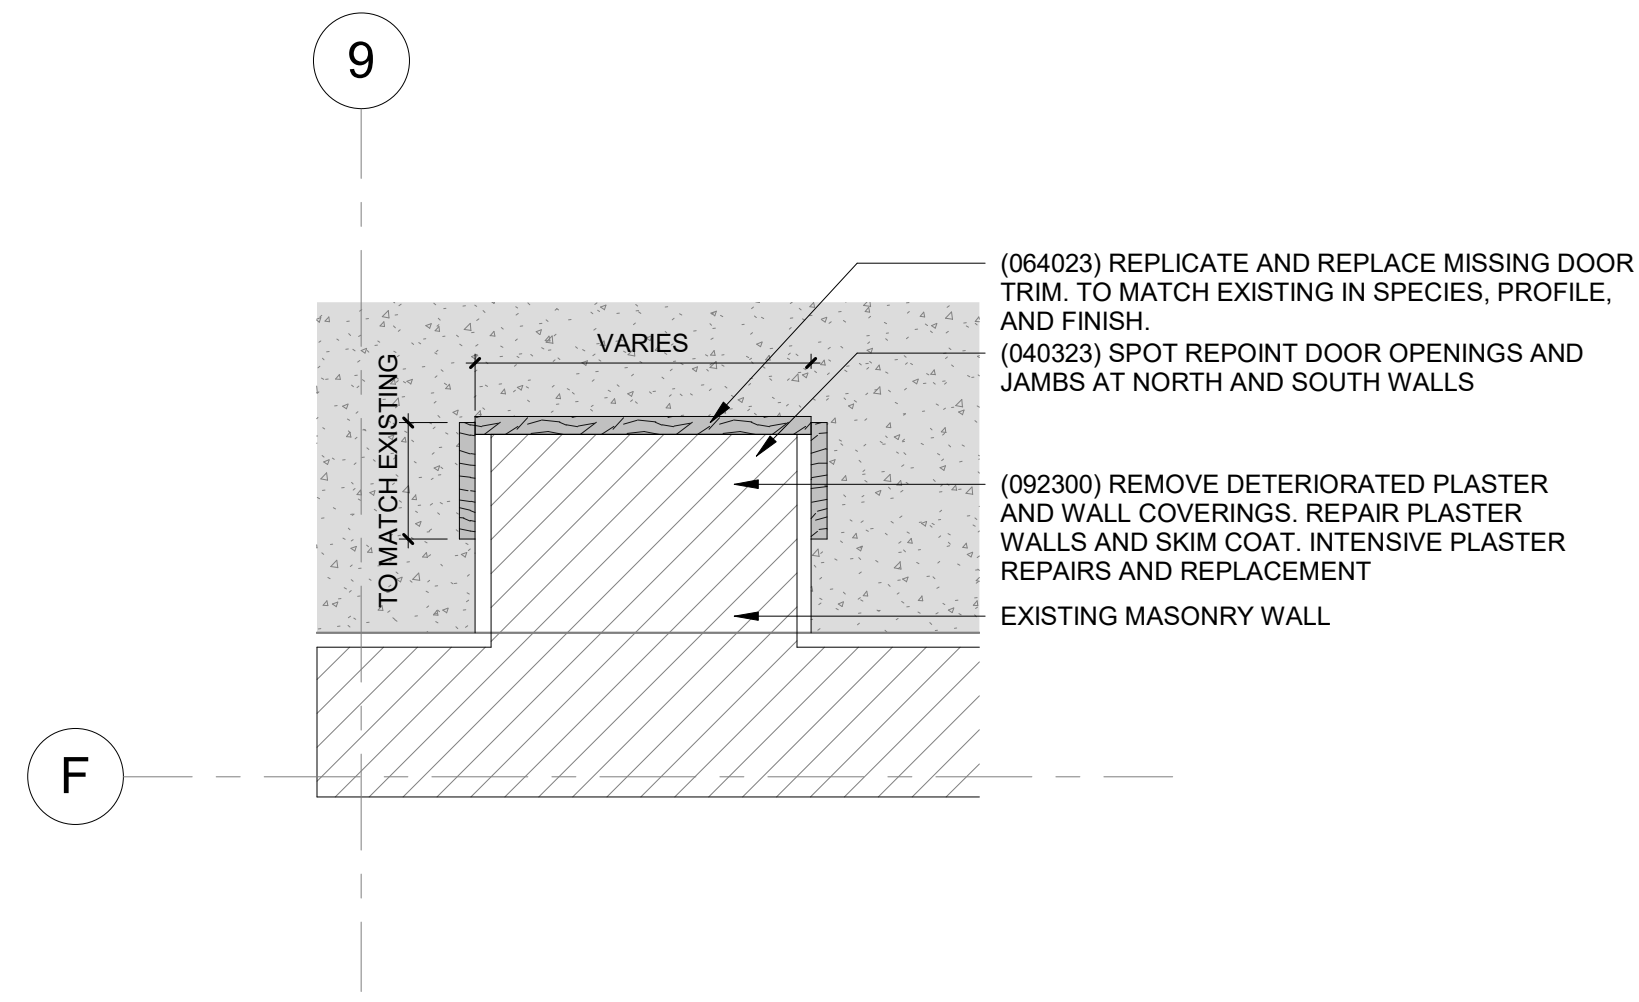 9
(064023) REPLICATE AND REPLACE MISSING DOOR
TRIM. TO MATCH EXISTING IN SPECIES, PROFILE,
AND FINISH.
VARIES
(040323) SPOT REPOINT DOOR OPENINGS AND
JAMBS AT NORTH AND SOUTH WALLS
TO MATCH EXISTING
(092300) REMOVE DETERIORATED PLASTER
AND WALL COVERINGS. REPAIR PLASTER
WALLS AND SKIM COAT. INTENSIVE PLASTER
REPAIRS AND REPLACEMENT
EXISTING MASONRY WALL
F